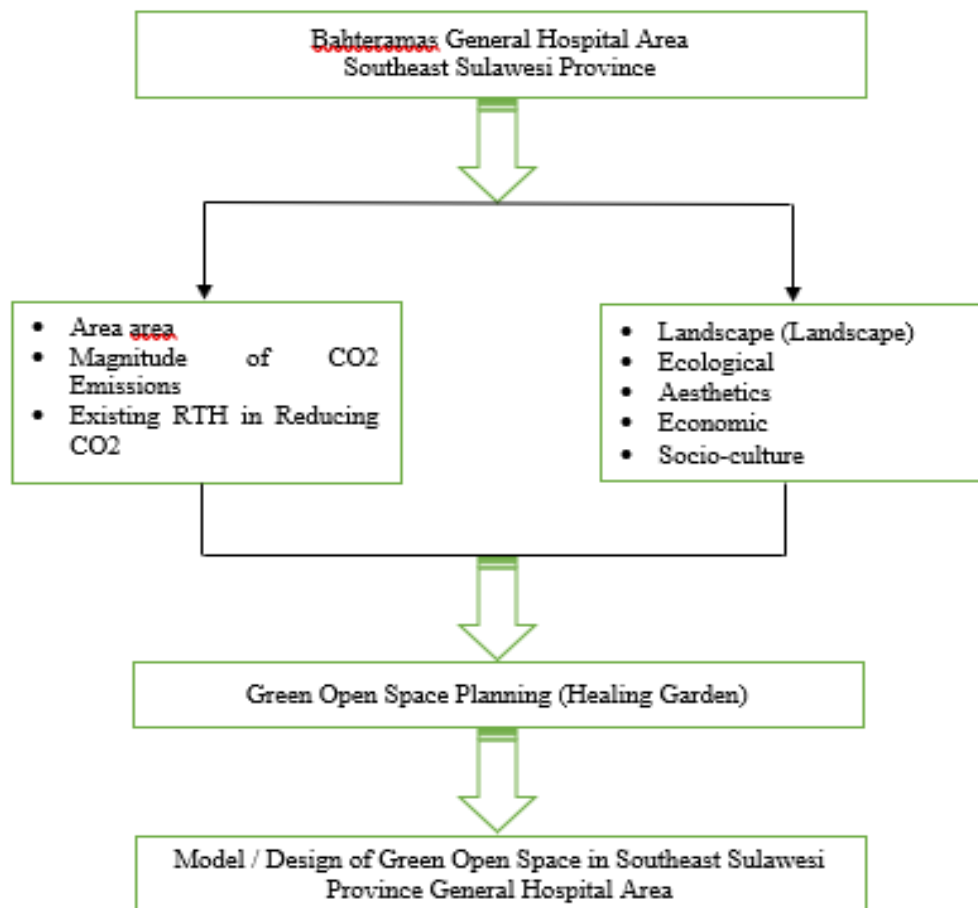 Bahteramas General Hospital Area
Southeast Sulawesi Province
• Area area
• Magnitude of CO2
Emissions
• Existing RTH in Reducing
CO2
• Landscape (Landscape)
• Ecological
• Aesthetics
• Economic
• Socio-culture
Green Open Space Planning (Healing Garden)
Model / Design of Green Open Space in Southeast Sulawesi
Province General Hospital Area